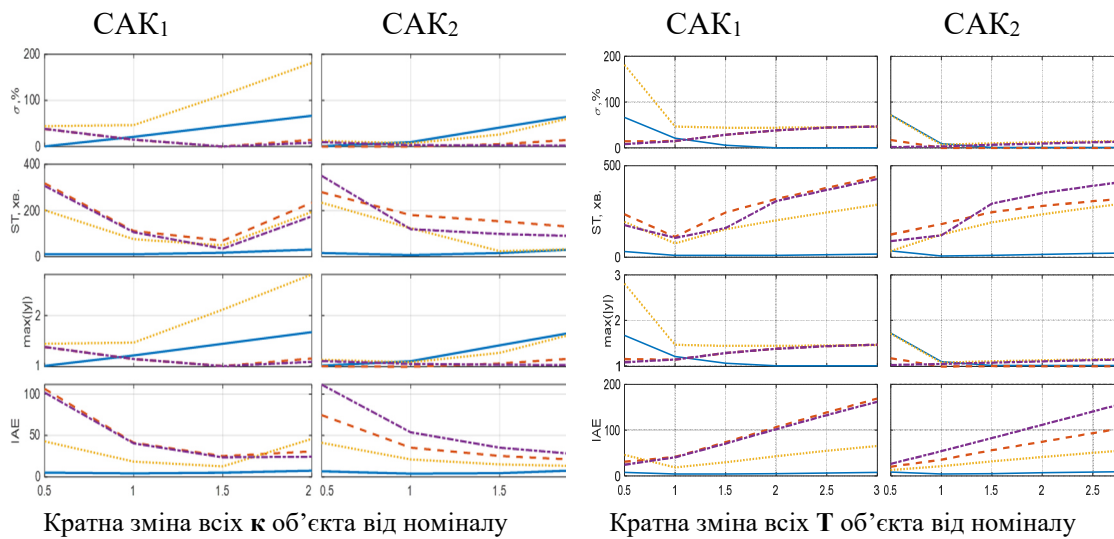 САК₁ САК₂ САК₁ САК₂
200 200
σ,% 100 σ,% 100
0 0
400 500
ST, хв. 200 ST, хв.
0 0
3
max(|y|) 2 max(|y|) 2
1 1
100 200
IAE 50 IAE 100
0 0
0.5 1 1.5 2 0.5 1 1.5 0.5 1 1.5 2 2.5 3 0.5 1 1.5 2 2.5
Кратна зміна всіх к об’єкта від номіналу Кратна зміна всіх Т об’єкта від номіналу